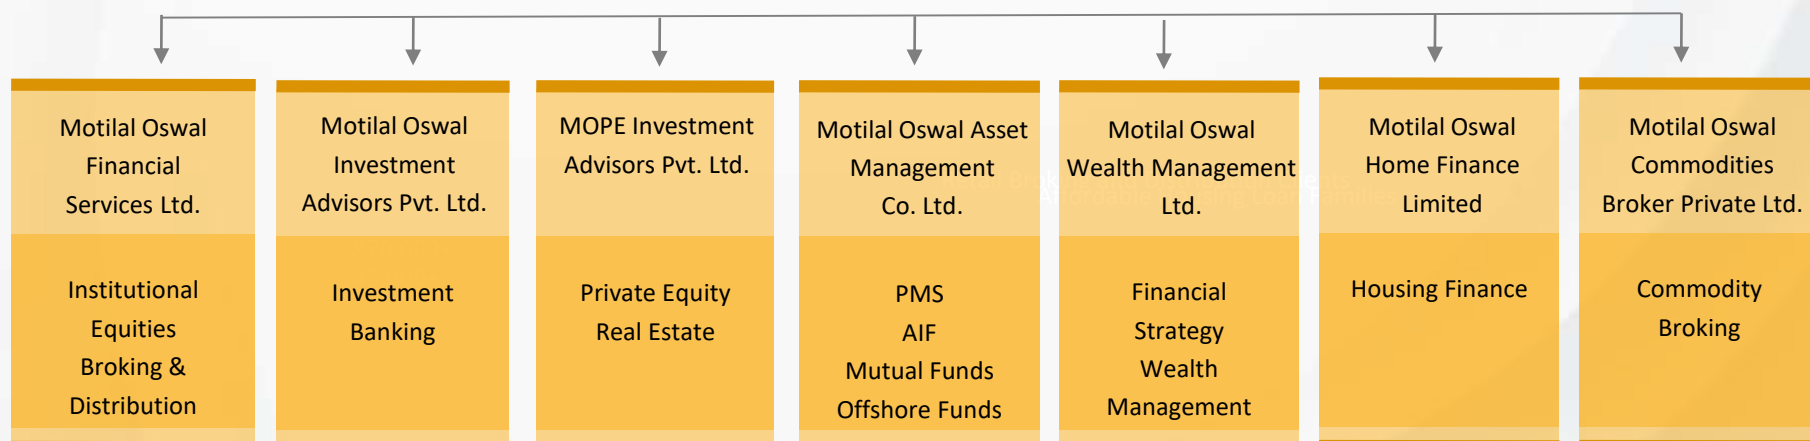 Motilal Oswal
Financial
Services Ltd.
Institutional
Equities
Broking &
Distribution
Motilal Oswal
Investment
Advisors Pvt. Ltd.
Investment
Banking
MOPE Investment
Advisors Pvt. Ltd.
Private Equity
Real Estate
Motilal Oswal Asset
Management
Co. Ltd.
PMS
AIF
Mutual Funds
Offshore Funds
Motilal Oswal
Wealth Management
Ltd.
Financial
Strategy
Wealth
Management
Motilal Oswal
Home Finance
Limited
Housing Finance
Motilal Oswal
Commodities
Broker Private Ltd.
Commodity
Broking